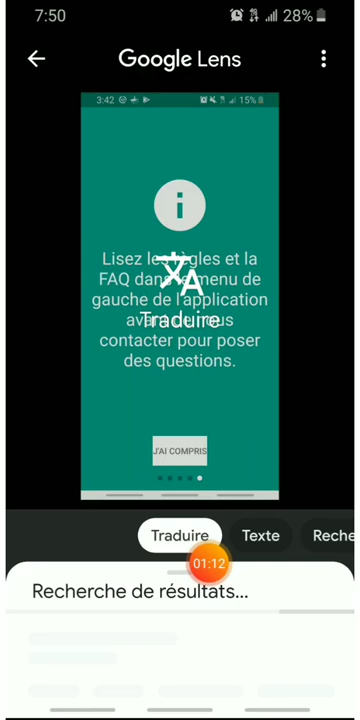 7:50
28%
Google Lens
3:42
15%
Lisez les règles et la
FAQ dans le menu de
gauche de l'application
avant de nous
contacter pour poser
des questions.
Traduire
J'AI COMPRIS
Traduire
Texte
Reche
01:12
Recherche de résultats...